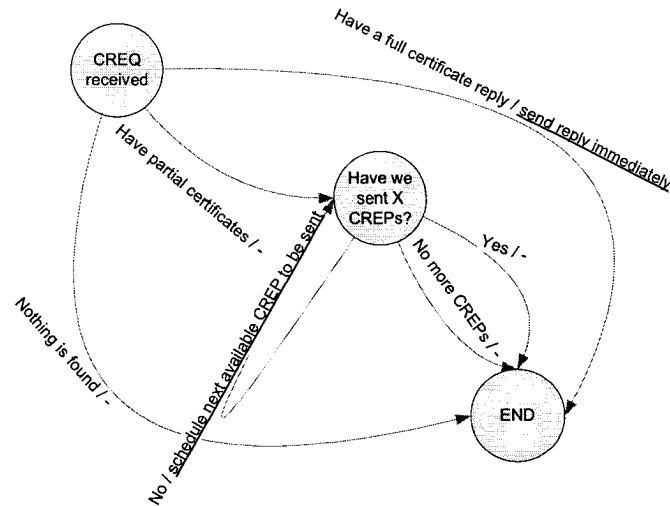 CREQ
received
Have a full certificate reply / send reply immediately
Have partial certificates / -
Have we
sent X
CREPs?
Yes / -
No more CREPs / -
Nothing is found / -
No / schedule next available CREP to be sent
END